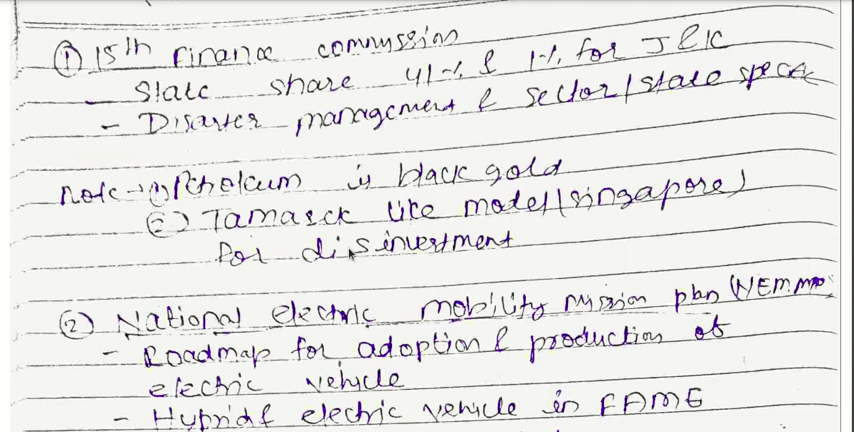 ① 15th Finance commission
- State share 41% & 1% for J&K
- Disaster management & sector/state specific
Note-(1) Petroleum is black gold
(2) Tamasek like model (singapore)
for disinvestment
② National electric mobility mission plan (NEMMP)
- Roadmap for adoption & production of
electric vehicle
- Hybrid & electric vehicle in FAME